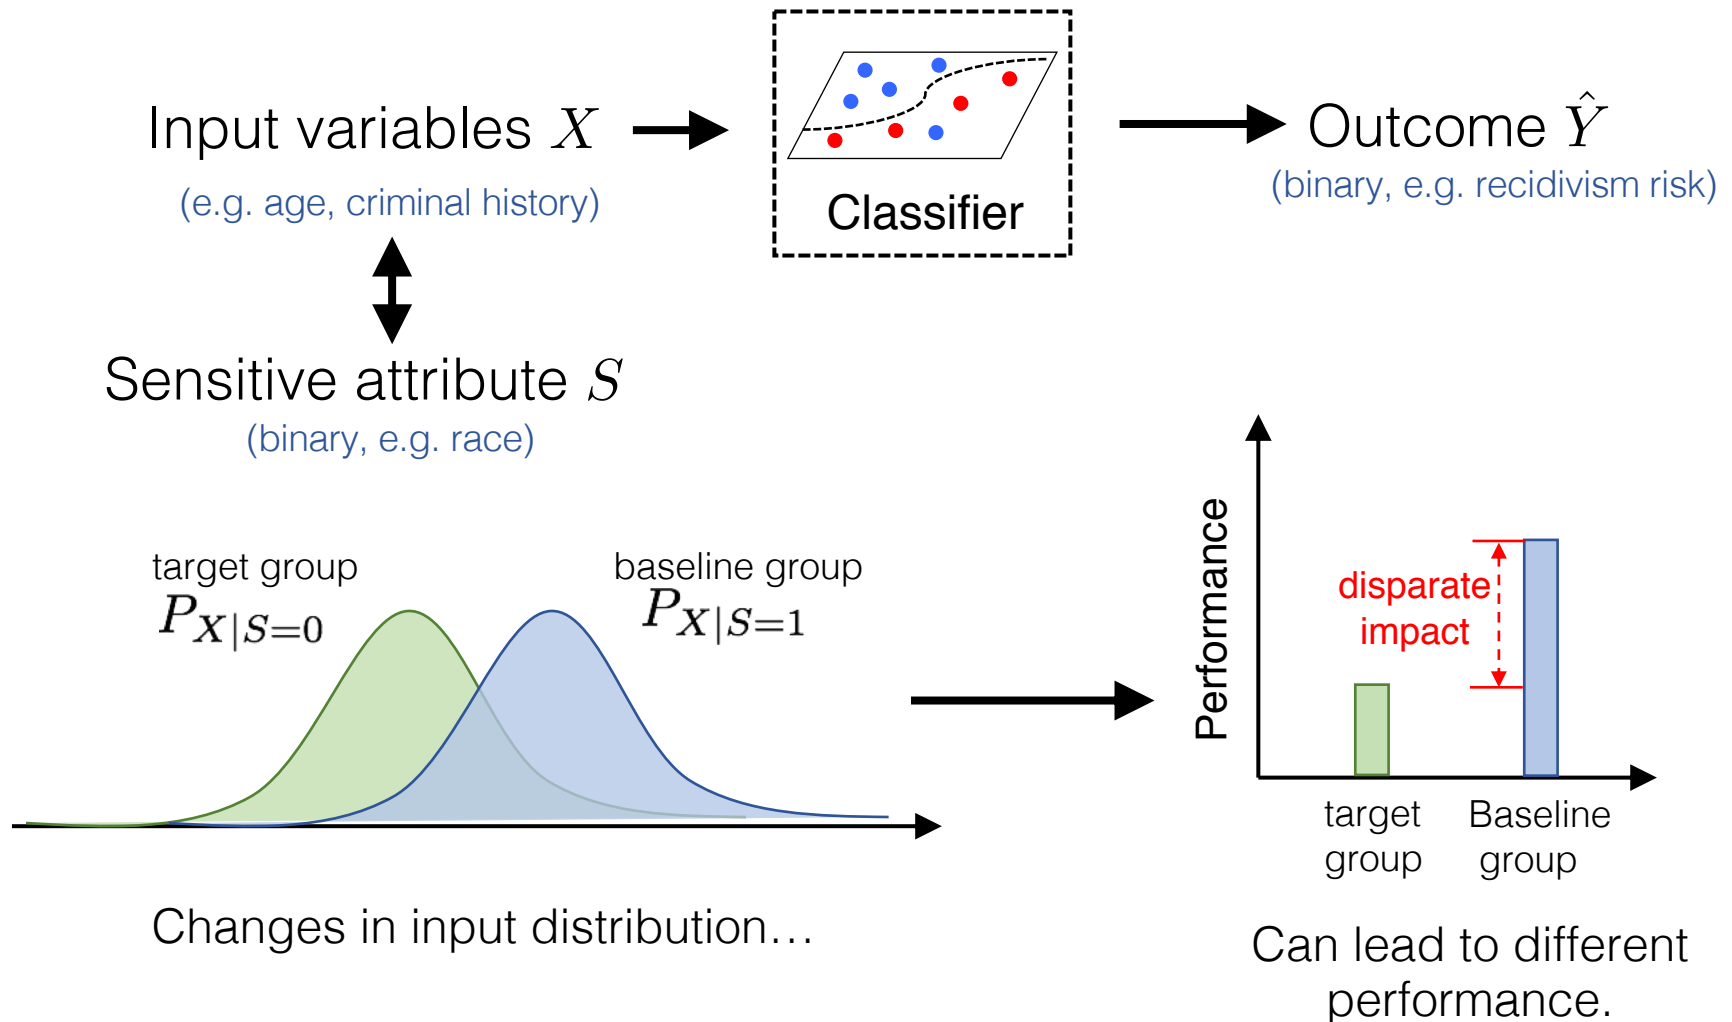 Input variables X
(e.g. age, criminal history)
Classifier
Outcome Ŷ
(binary, e.g. recidivism risk)
Sensitive attribute S
(binary, e.g. race)
target group
P_{X|S=0}
baseline group
P_{X|S=1}
Changes in input distribution…
Performance
disparate
impact
target
group
Baseline
group
Can lead to different
performance.